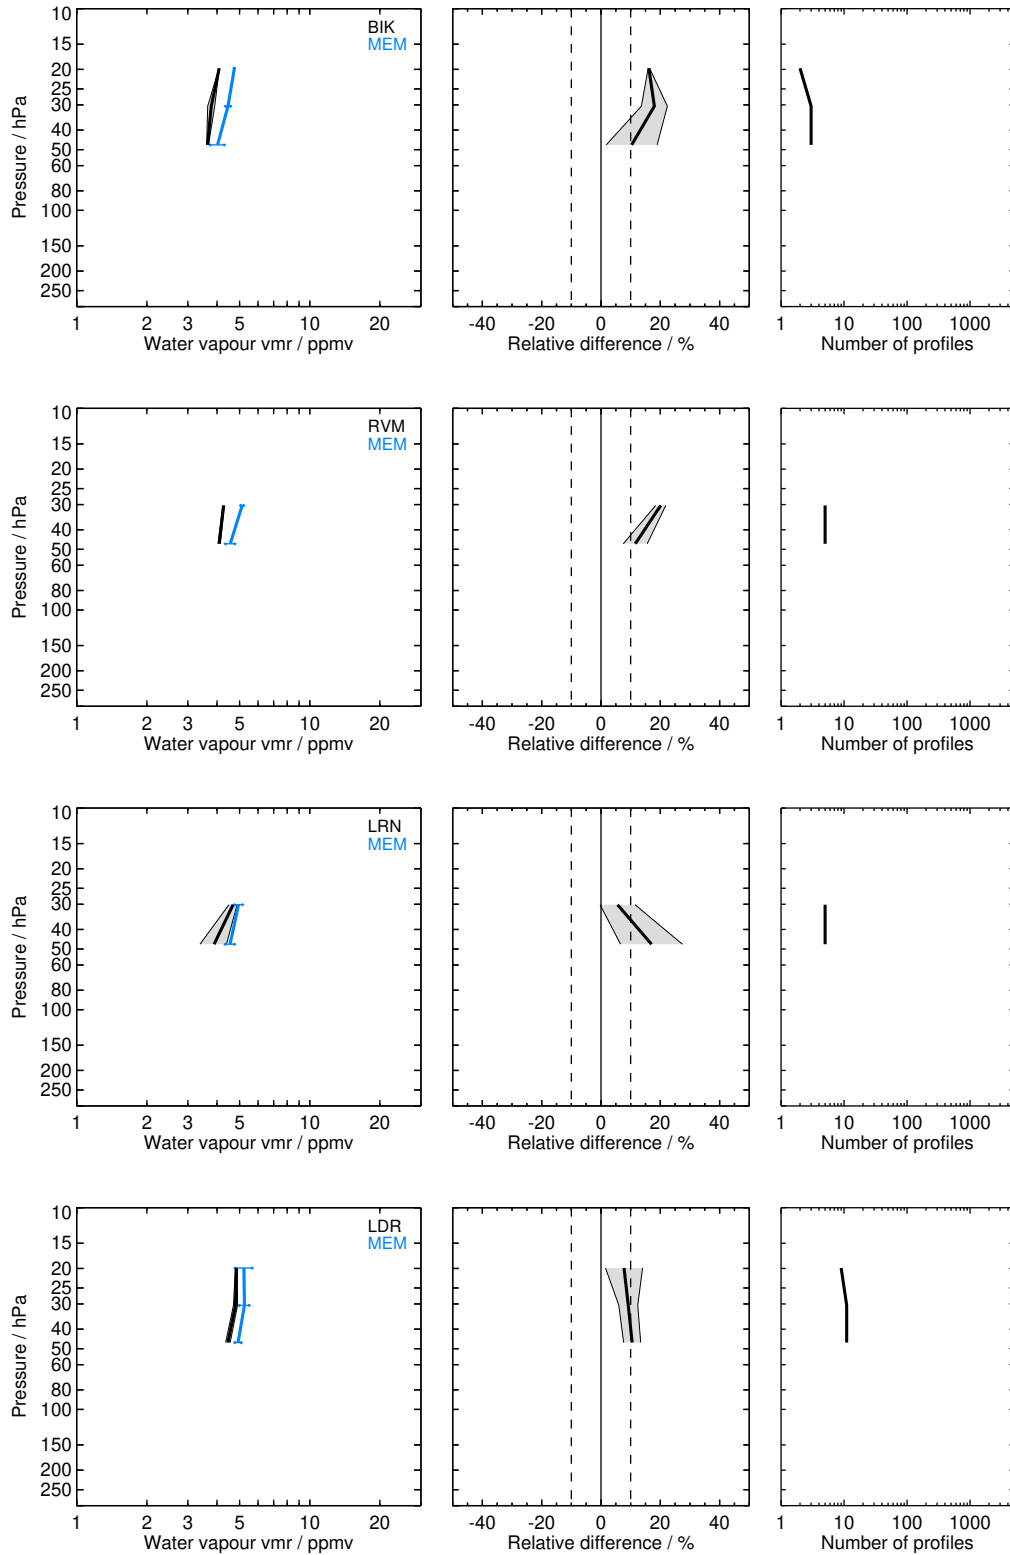 BIK
MEM
10
15
20
25
30
40
50
60
80
100
150
200
250
Pressure / hPa
1 2 3 5 10 20
Water vapour vmr / ppmv
-40 -20 0 20 40
Relative difference / %
1 10 100 1000
Number of profiles
RVM
MEM
10
15
20
25
30
40
50
60
80
100
150
200
250
Pressure / hPa
1 2 3 5 10 20
Water vapour vmr / ppmv
-40 -20 0 20 40
Relative difference / %
1 10 100 1000
Number of profiles
LRN
MEM
10
15
20
25
30
40
50
60
80
100
150
200
250
Pressure / hPa
1 2 3 5 10 20
Water vapour vmr / ppmv
-40 -20 0 20 40
Relative difference / %
1 10 100 1000
Number of profiles
LDR
MEM
10
15
20
25
30
40
50
60
80
100
150
200
250
Pressure / hPa
1 2 3 5 10 20
Water vapour vmr / ppmv
-40 -20 0 20 40
Relative difference / %
1 10 100 1000
Number of profiles